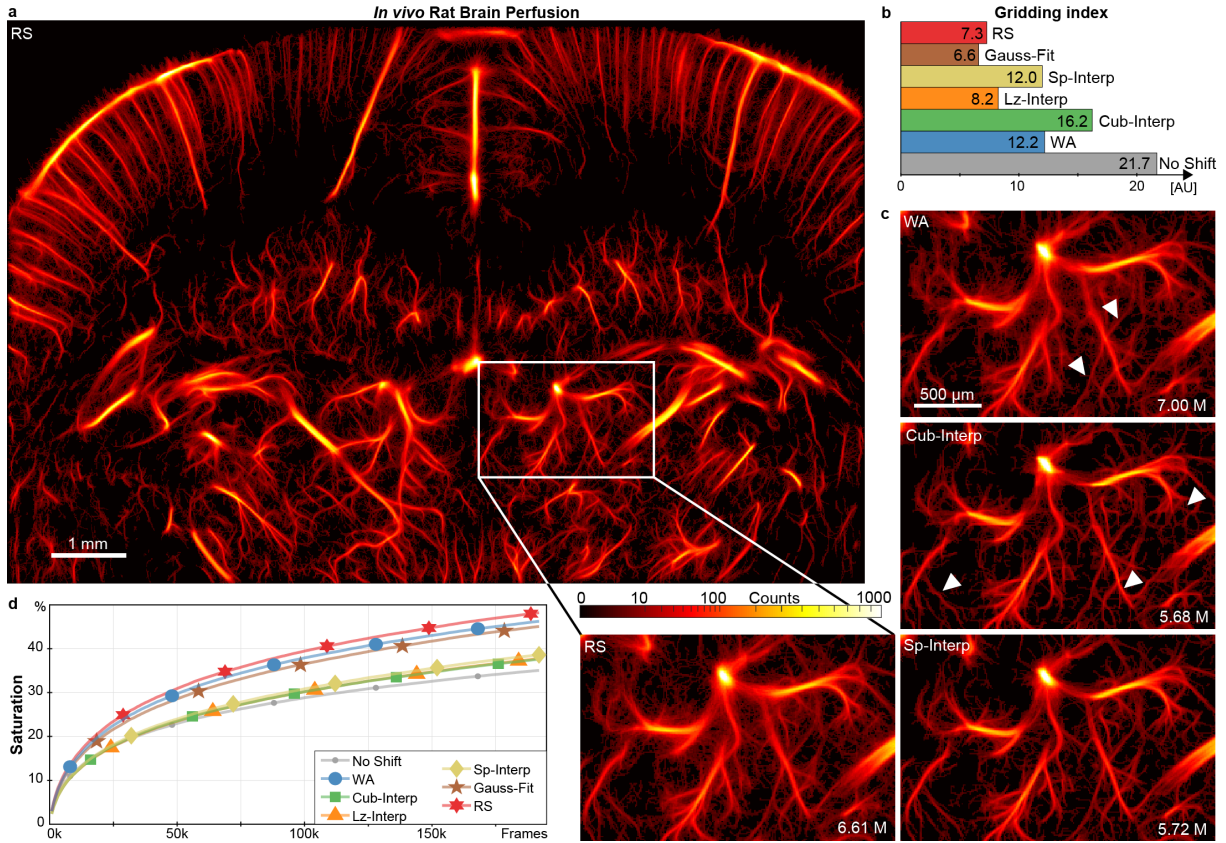 a
In vivo Rat Brain Perfusion
RS
1 mm
b
Gridding index
7.3 RS
6.6 Gauss-Fit
12.0 Sp-Interp
8.2 Lz-Interp
16.2 Cub-Interp
12.2 WA
21.7 No Shift
0 10 20
[AU]
c
WA
500 µm
7.00 M
Cub-Interp
5.68 M
0 10 100 Counts 1000
RS
6.61 M
Sp-Interp
5.72 M
d
%
40
30
20
10
0
Saturation
0k 50k 100k 150k Frames
No Shift
WA
Cub-Interp
Lz-Interp
Sp-Interp
Gauss-Fit
RS